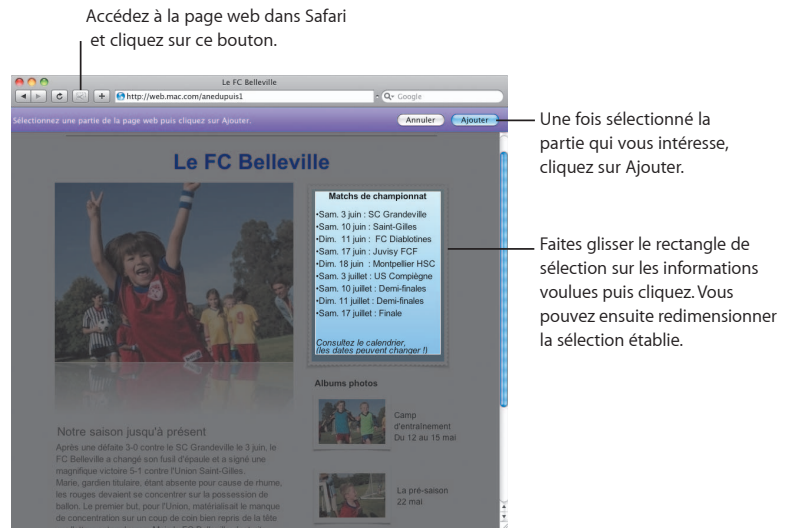 Accédez à la page web dans Safari
et cliquez sur ce bouton.
Le FC Belleville
http://web.mac.com/anedupuis1
Google
Sélectionnez une partie de la page web puis cliquez sur Ajouter.
Annuler
Ajouter
Une fois sélectionné la
partie qui vous intéresse,
cliquez sur Ajouter.
Le FC Belleville
Matchs de championnat
•Sam. 3 juin : SC Grandeville
•Sam. 10 juin : Saint-Gilles
•Dim. 11 juin : FC Diablotines
•Sam. 17 juin : Juvisy FCF
•Dim. 18 juin : Montpellier HSC
•Sam. 3 juillet : US Compiègne
•Sam. 10 juillet : Demi-finales
•Dim. 11 juillet : Demi-finales
•Sam. 17 juillet : Finale
Consultez le calendrier,
(les dates peuvent changer !)
Faites glisser le rectangle de
sélection sur les informations
voulues puis cliquez. Vous
pouvez ensuite redimensionner
la sélection établie.
Albums photos
Camp
d'entraînement
Du 12 au 15 mai
La pré-saison
22 mai
Notre saison jusqu'à présent
Après une défaite 3-0 contre le SC Grandeville le 3 juin, le
FC Belleville a changé son fusil d'épaule et a signé une
magnifique victoire 5-1 contre l'Union Saint-Gilles.
Marie, gardien titulaire, étant absente pour cause de rhume,
les rouges devaient se concentrer sur la possession de
ballon. Le premier but, pour l'Union, matérialisait le manque
de concentration sur un coup de coin bien repris de la tête